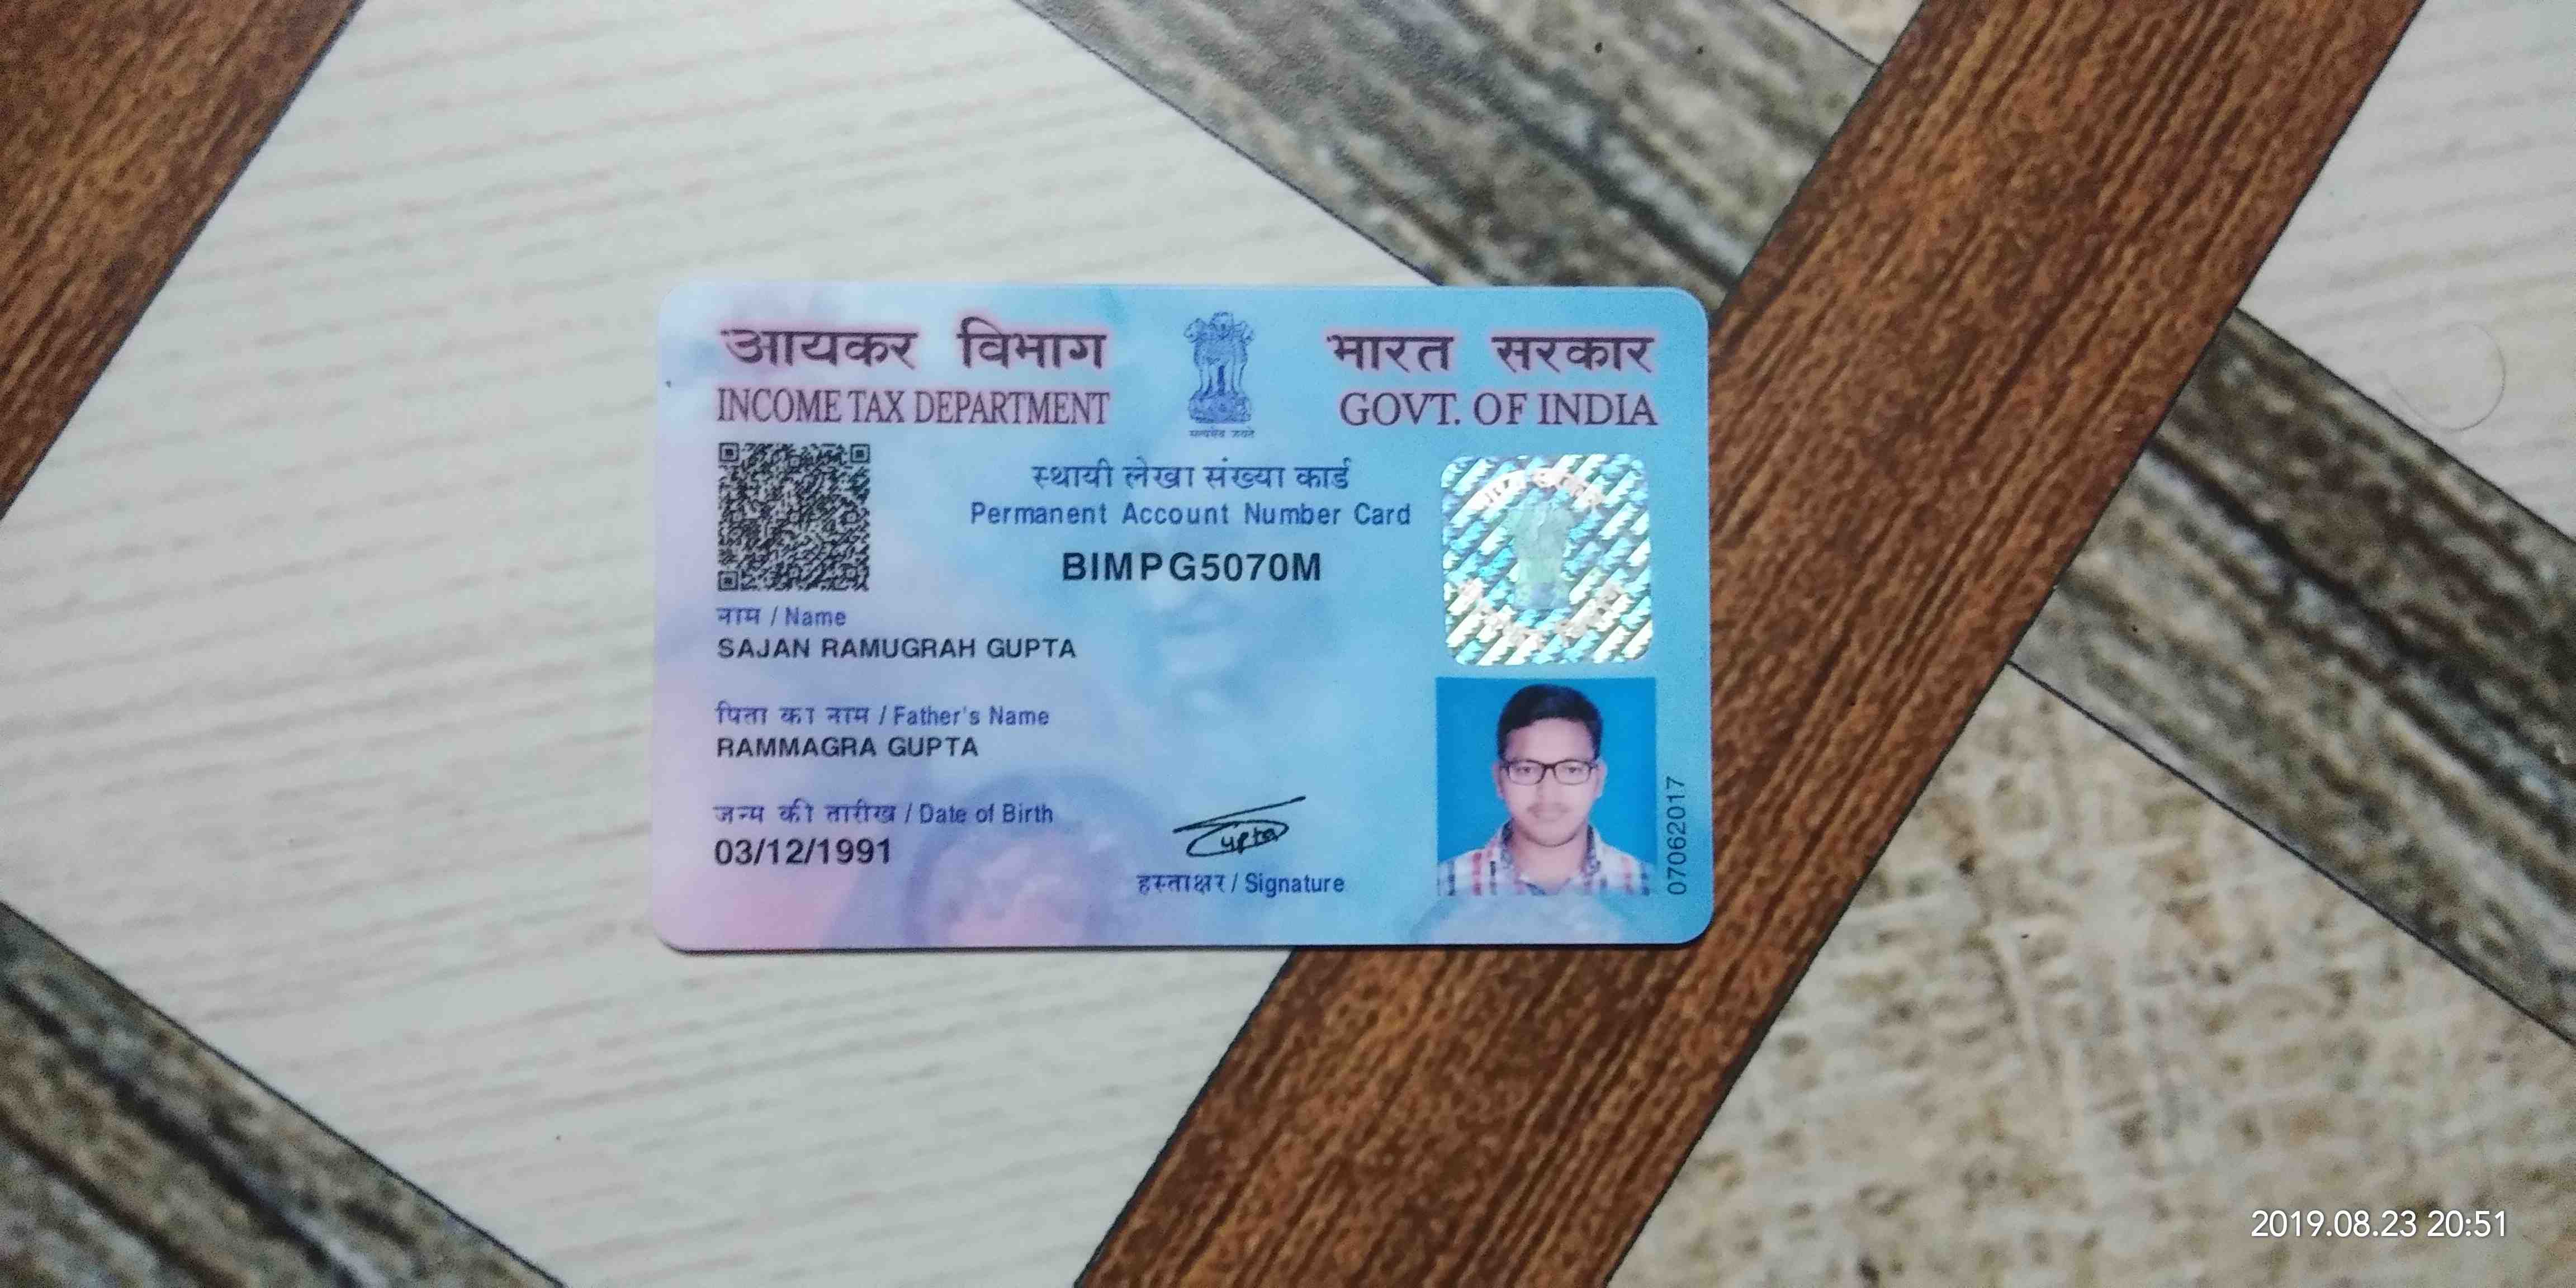 आयकर विभाग
INCOME TAX DEPARTMENT
सत्यमेव जयते
भारत सरकार
GOVT. OF INDIA
स्थायी लेखा संख्या कार्ड
Permanent Account Number Card
BIMPG5070M
नाम / Name
SAJAN RAMUGRAH GUPTA
पिता का नाम / Father's Name
RAMMAGRA GUPTA
जन्म की तारीख / Date of Birth
03/12/1991
Gupta
हस्ताक्षर / Signature
07062017
2019.08.23 20:51